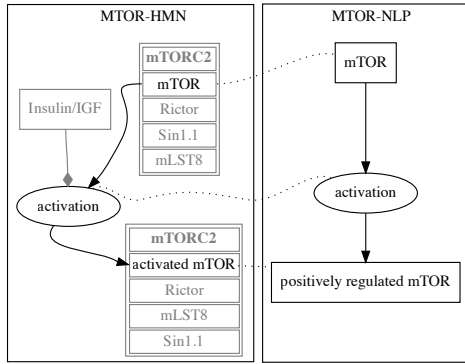 MTOR-HMN
mTORC2
mTOR
Rictor
Sin1.1
mLST8
Insulin/IGF
activation
mTORC2
activated mTOR
Rictor
mLST8
Sin1.1
MTOR-NLP
mTOR
activation
positively regulated mTOR